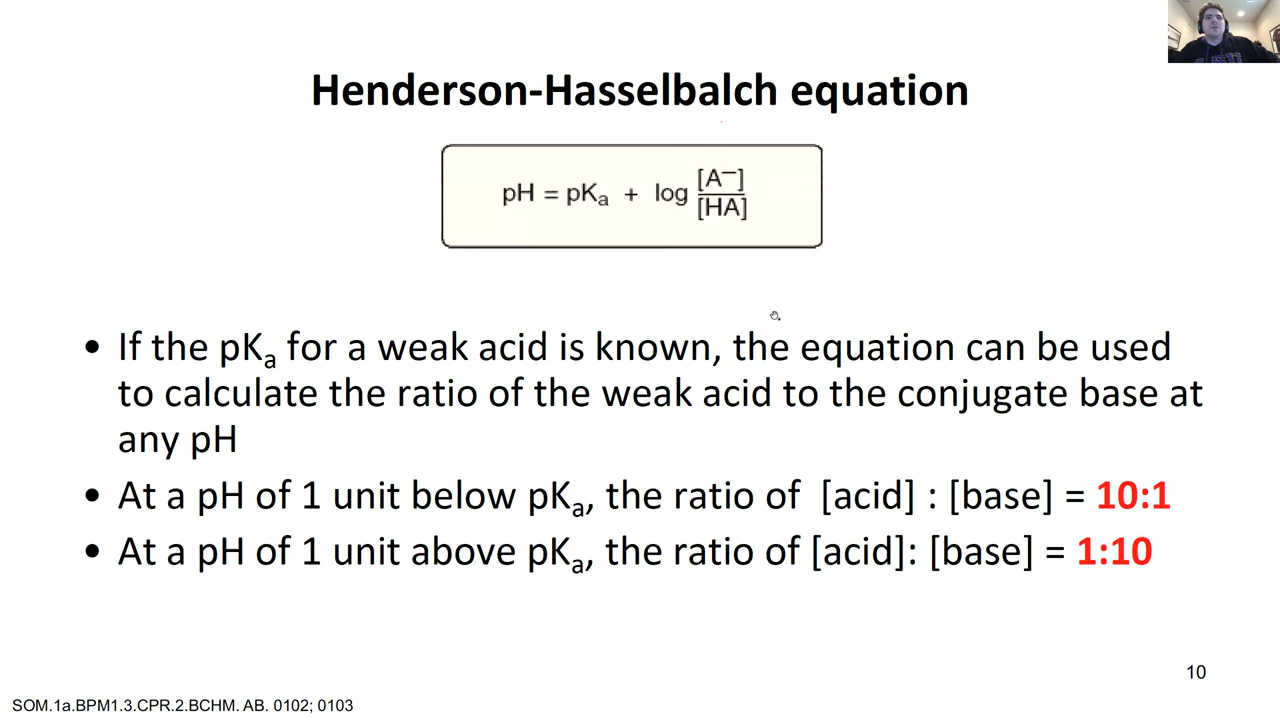 Henderson-Hasselbalch equation
pH = pKₐ + log [A⁻]/[HA]
• If the pKₐ for a weak acid is known, the equation can be used
to calculate the ratio of the weak acid to the conjugate base at
any pH
• At a pH of 1 unit below pKₐ, the ratio of [acid] : [base] = 10:1
• At a pH of 1 unit above pKₐ, the ratio of [acid]: [base] = 1:10
10
SOM.1a.BPM1.3.CPR.2.BCHM. AB. 0102; 0103